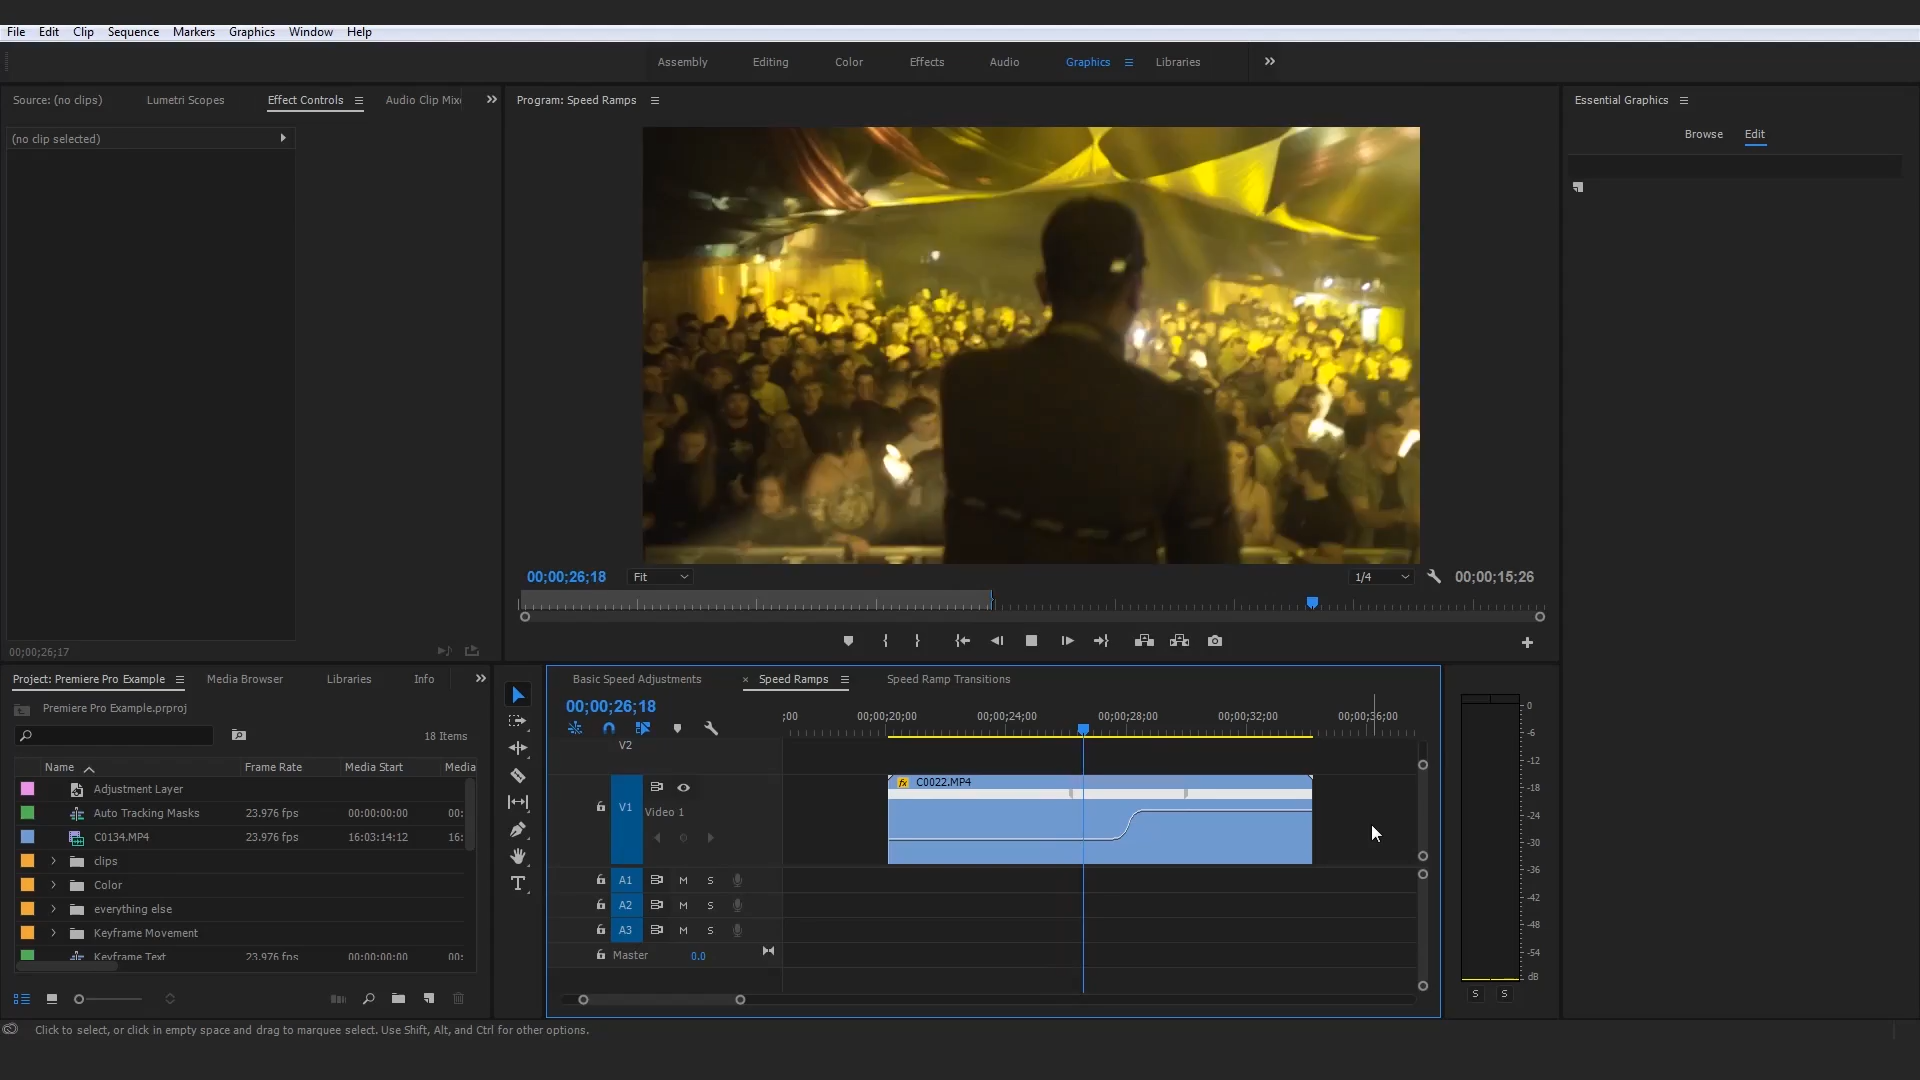 File Edit Clip Sequence Markers Graphics Window Help
Assembly Editing Color Effects Audio Graphics Libraries
Source: (no clips) Lumetri Scopes Effect Controls Audio Clip Mix
Program: Speed Ramps
Essential Graphics
Browse Edit
(no clip selected)
00;00;26;18 Fit 1/4 00;00;15;26
00;00;26;17
Project: Premiere Pro Example Media Browser Libraries Info
Premiere Pro Example.prproj
18 Items
Name Frame Rate Media Start Media
Adjustment Layer
Auto Tracking Masks 23.976 fps 00:00:00:00 00:
C0134.MP4 23.976 fps 16:03:14:12 16:
clips
Color
everything else
Keyframe Movement
Keyframe Text 23.976 fps 00:00:00:00 00:
Basic Speed Adjustments × Speed Ramps Speed Ramp Transitions
00;00;26;18
;00 00;00;20;00 00;00;24;00 00;00;28;00 00;00;32;00 00;00;36;00
V2
fx C0022.MP4
V1
Video 1
A1 M S
A2 M S
A3 M S
Master 0.0
0
-6
-12
-18
-24
-30
-36
-42
-48
-54
dB
S S
Click to select, or click in empty space and drag to marquee select. Use Shift, Alt, and Ctrl for other options.